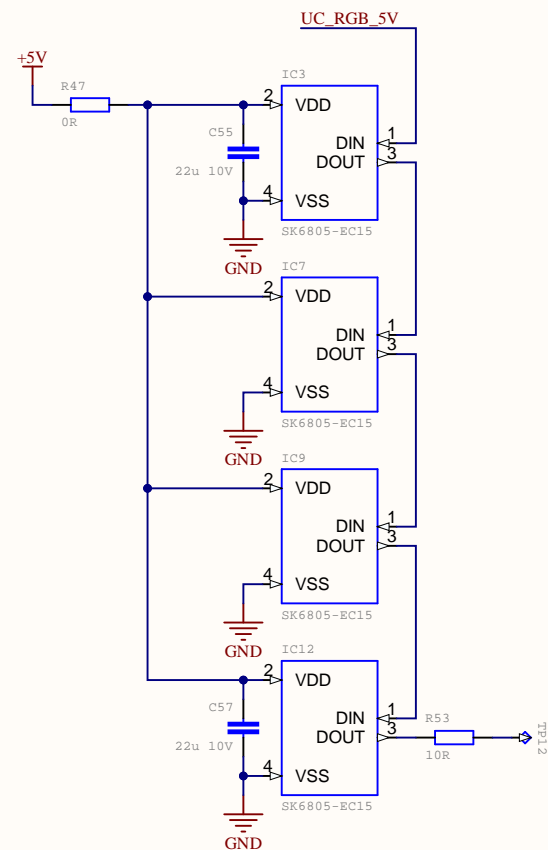 UC_RGB_5V
+5V
R47
0R
IC3
2
VDD
C55
22u 10V
DIN
1
DOUT
3
4
VSS
GND
SK6805-EC15
IC7
2
VDD
DIN
1
DOUT
3
4
VSS
GND
SK6805-EC15
IC9
2
VDD
DIN
1
DOUT
3
4
VSS
GND
SK6805-EC15
IC12
2
VDD
C57
22u 10V
DIN
1
DOUT
3
R53
10R
TP12
4
VSS
GND
SK6805-EC15